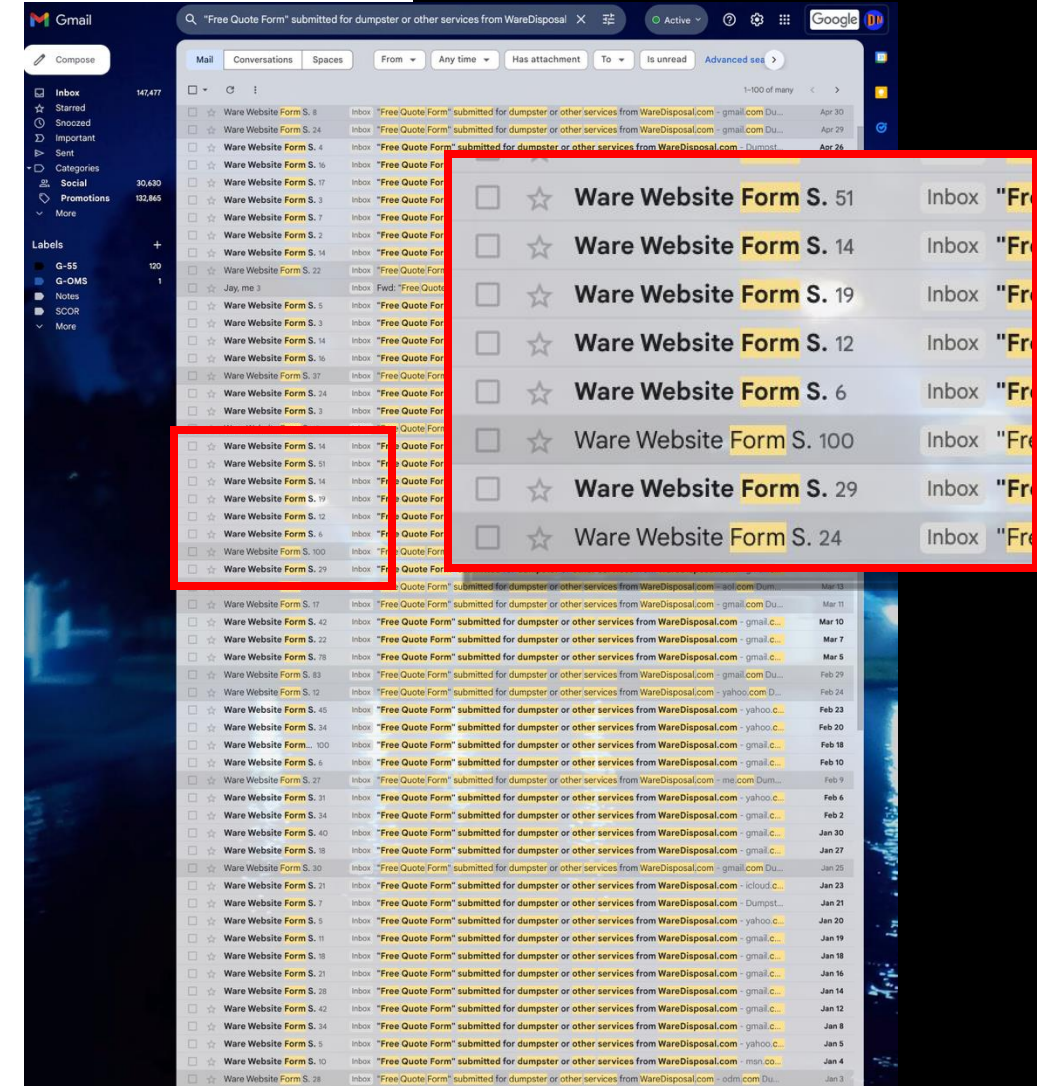 Gmail
"Free Quote Form" submitted for dumpster or other services from WareDisposal
Active
Google
Compose
Mail Conversations Spaces From Any time Has attachment To Is unread Advanced sea
1-100 of many
Inbox 147,477
Starred
Snoozed
Important
Sent
Categories
Social 30,630
Promotions 132,865
More
Labels
G-55 120
G-OMS 1
Notes
SCOR
More
Ware Website Form S. 8 Inbox "Free Quote Form" submitted for dumpster or other services from WareDisposal.com - gmail.com Du... Apr 30
Ware Website Form S. 24 Inbox "Free Quote Form" submitted for dumpster or other services from WareDisposal.com - gmail.com Du... Apr 29
Ware Website Form S. 4 Inbox "Free Quote Form" submitted for dumpster or other services from WareDisposal.com - Dumpst... Apr 26
Ware Website Form S. 16 Inbox "Free Quote For
Ware Website Form S. 17 Inbox "Free Quote For
Ware Website Form S. 3 Inbox "Free Quote For
Ware Website Form S. 7 Inbox "Free Quote For
Ware Website Form S. 2 Inbox "Free Quote For
Ware Website Form S. 14 Inbox "Free Quote For
Ware Website Form S. 22 Inbox "Free Quote Form
Jay, me 3 Inbox Fwd: "Free Quote
Ware Website Form S. 5 Inbox "Free Quote For
Ware Website Form S. 3 Inbox "Free Quote For
Ware Website Form S. 14 Inbox "Free Quote For
Ware Website Form S. 16 Inbox "Free Quote For
Ware Website Form S. 37 Inbox "Free Quote Form
Ware Website Form S. 24 Inbox "Free Quote For
Ware Website Form S. 3 Inbox "Free Quote For
Quote Form
Ware Website Form S. 14 Inbox "Fr Quote For
Ware Website Form S. 51 Inbox "Fr Quote For
Ware Website Form S. 14 Inbox "Fr Quote For
Ware Website Form S. 19 Inbox "Fr Quote For
Ware Website Form S. 12 Inbox "Fr Quote For
Ware Website Form S. 6 Inbox "Fr Quote For
Ware Website Form S. 100 Inbox "Fre Quote Form
Ware Website Form S. 29 Inbox "Fr Quote For
Ware Website Form S. 51 Inbox "Fr
Ware Website Form S. 14 Inbox "Fr
Ware Website Form S. 19 Inbox "Fr
Ware Website Form S. 12 Inbox "Fr
Ware Website Form S. 6 Inbox "Fr
Ware Website Form S. 100 Inbox "Fre
Ware Website Form S. 29 Inbox "Fr
Ware Website Form S. 24 Inbox "Fre
Quote Form" submitted for dumpster or other services from WareDisposal.com - aol.com Dum... Mar 13
Ware Website Form S. 17 Inbox "Free Quote Form" submitted for dumpster or other services from WareDisposal.com - gmail.com Du... Mar 11
Ware Website Form S. 42 Inbox "Free Quote Form" submitted for dumpster or other services from WareDisposal.com - gmail.c... Mar 10
Ware Website Form S. 22 Inbox "Free Quote Form" submitted for dumpster or other services from WareDisposal.com - gmail.c... Mar 7
Ware Website Form S. 78 Inbox "Free Quote Form" submitted for dumpster or other services from WareDisposal.com - gmail.c... Mar 5
Ware Website Form S. 83 Inbox "Free Quote Form" submitted for dumpster or other services from WareDisposal.com - gmail.com Du... Feb 29
Ware Website Form S. 12 Inbox "Free Quote Form" submitted for dumpster or other services from WareDisposal.com - yahoo.com D... Feb 24
Ware Website Form S. 45 Inbox "Free Quote Form" submitted for dumpster or other services from WareDisposal.com - yahoo.c... Feb 23
Ware Website Form S. 34 Inbox "Free Quote Form" submitted for dumpster or other services from WareDisposal.com - yahoo.c... Feb 20
Ware Website Form... 100 Inbox "Free Quote Form" submitted for dumpster or other services from WareDisposal.com - gmail.c... Feb 18
Ware Website Form S. 6 Inbox "Free Quote Form" submitted for dumpster or other services from WareDisposal.com - gmail.c... Feb 10
Ware Website Form S. 27 Inbox "Free Quote Form" submitted for dumpster or other services from WareDisposal.com - me.com Dum... Feb 9
Ware Website Form S. 31 Inbox "Free Quote Form" submitted for dumpster or other services from WareDisposal.com - yahoo.c... Feb 6
Ware Website Form S. 34 Inbox "Free Quote Form" submitted for dumpster or other services from WareDisposal.com - gmail.c... Feb 2
Ware Website Form S. 40 Inbox "Free Quote Form" submitted for dumpster or other services from WareDisposal.com - gmail.c... Jan 30
Ware Website Form S. 18 Inbox "Free Quote Form" submitted for dumpster or other services from WareDisposal.com - gmail.c... Jan 27
Ware Website Form S. 30 Inbox "Free Quote Form" submitted for dumpster or other services from WareDisposal.com - gmail.com Du... Jan 25
Ware Website Form S. 21 Inbox "Free Quote Form" submitted for dumpster or other services from WareDisposal.com - icloud.c... Jan 23
Ware Website Form S. 7 Inbox "Free Quote Form" submitted for dumpster or other services from WareDisposal.com - Dumpst... Jan 21
Ware Website Form S. 5 Inbox "Free Quote Form" submitted for dumpster or other services from WareDisposal.com - yahoo.c... Jan 20
Ware Website Form S. 11 Inbox "Free Quote Form" submitted for dumpster or other services from WareDisposal.com - gmail.c... Jan 19
Ware Website Form S. 18 Inbox "Free Quote Form" submitted for dumpster or other services from WareDisposal.com - gmail.c... Jan 18
Ware Website Form S. 21 Inbox "Free Quote Form" submitted for dumpster or other services from WareDisposal.com - gmail.c... Jan 16
Ware Website Form S. 28 Inbox "Free Quote Form" submitted for dumpster or other services from WareDisposal.com - gmail.c... Jan 14
Ware Website Form S. 42 Inbox "Free Quote Form" submitted for dumpster or other services from WareDisposal.com - gmail.c... Jan 12
Ware Website Form S. 34 Inbox "Free Quote Form" submitted for dumpster or other services from WareDisposal.com - gmail.c... Jan 8
Ware Website Form S. 5 Inbox "Free Quote Form" submitted for dumpster or other services from WareDisposal.com - yahoo.c... Jan 5
Ware Website Form S. 10 Inbox "Free Quote Form" submitted for dumpster or other services from WareDisposal.com - msn.co... Jan 4
Ware Website Form S. 28 Inbox "Free Quote Form" submitted for dumpster or other services from WareDisposal.com - odm.com Du... Jan 3